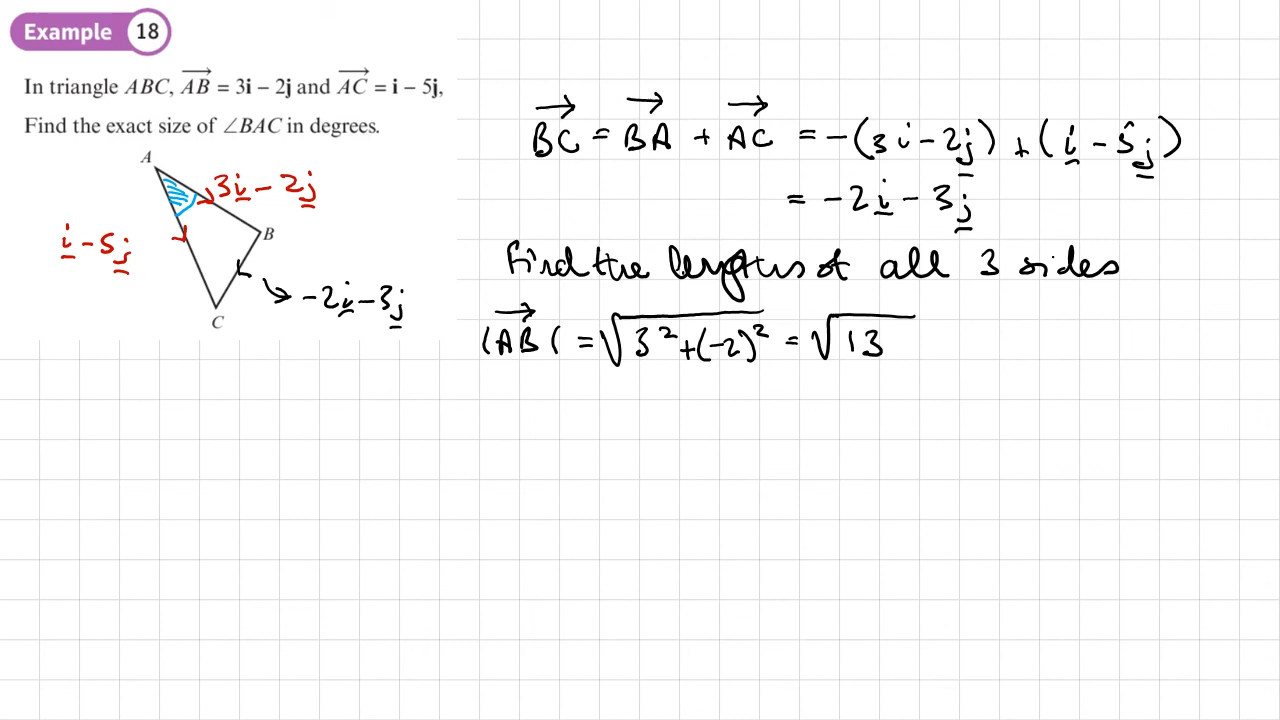 Example 18
In triangle ABC, AB = 3i – 2j and AC = i – 5j,
Find the exact size of ∠BAC in degrees.
A
3i - 2j
i - 5j
B
-2i - 3j
C
BC = BA + AC = -(3i - 2j) + (i - 5j)
= -2i - 3j
Find the lengths of all 3 sides
|AB| = √3² + (-2)² = √13